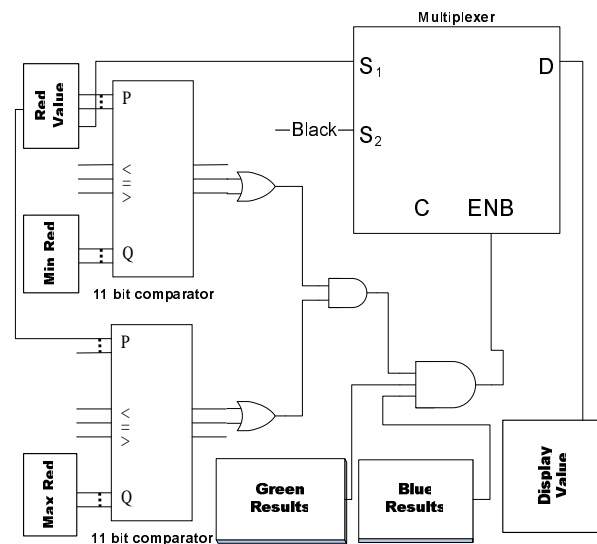 Multiplexer
Red
Value
P
<
=
>
Q
Min Red
11 bit comparator
S1
D
Black
S2
C
ENB
P
<
=
>
Q
Max Red
11 bit comparator
Green
Results
Blue
Results
Display
Value